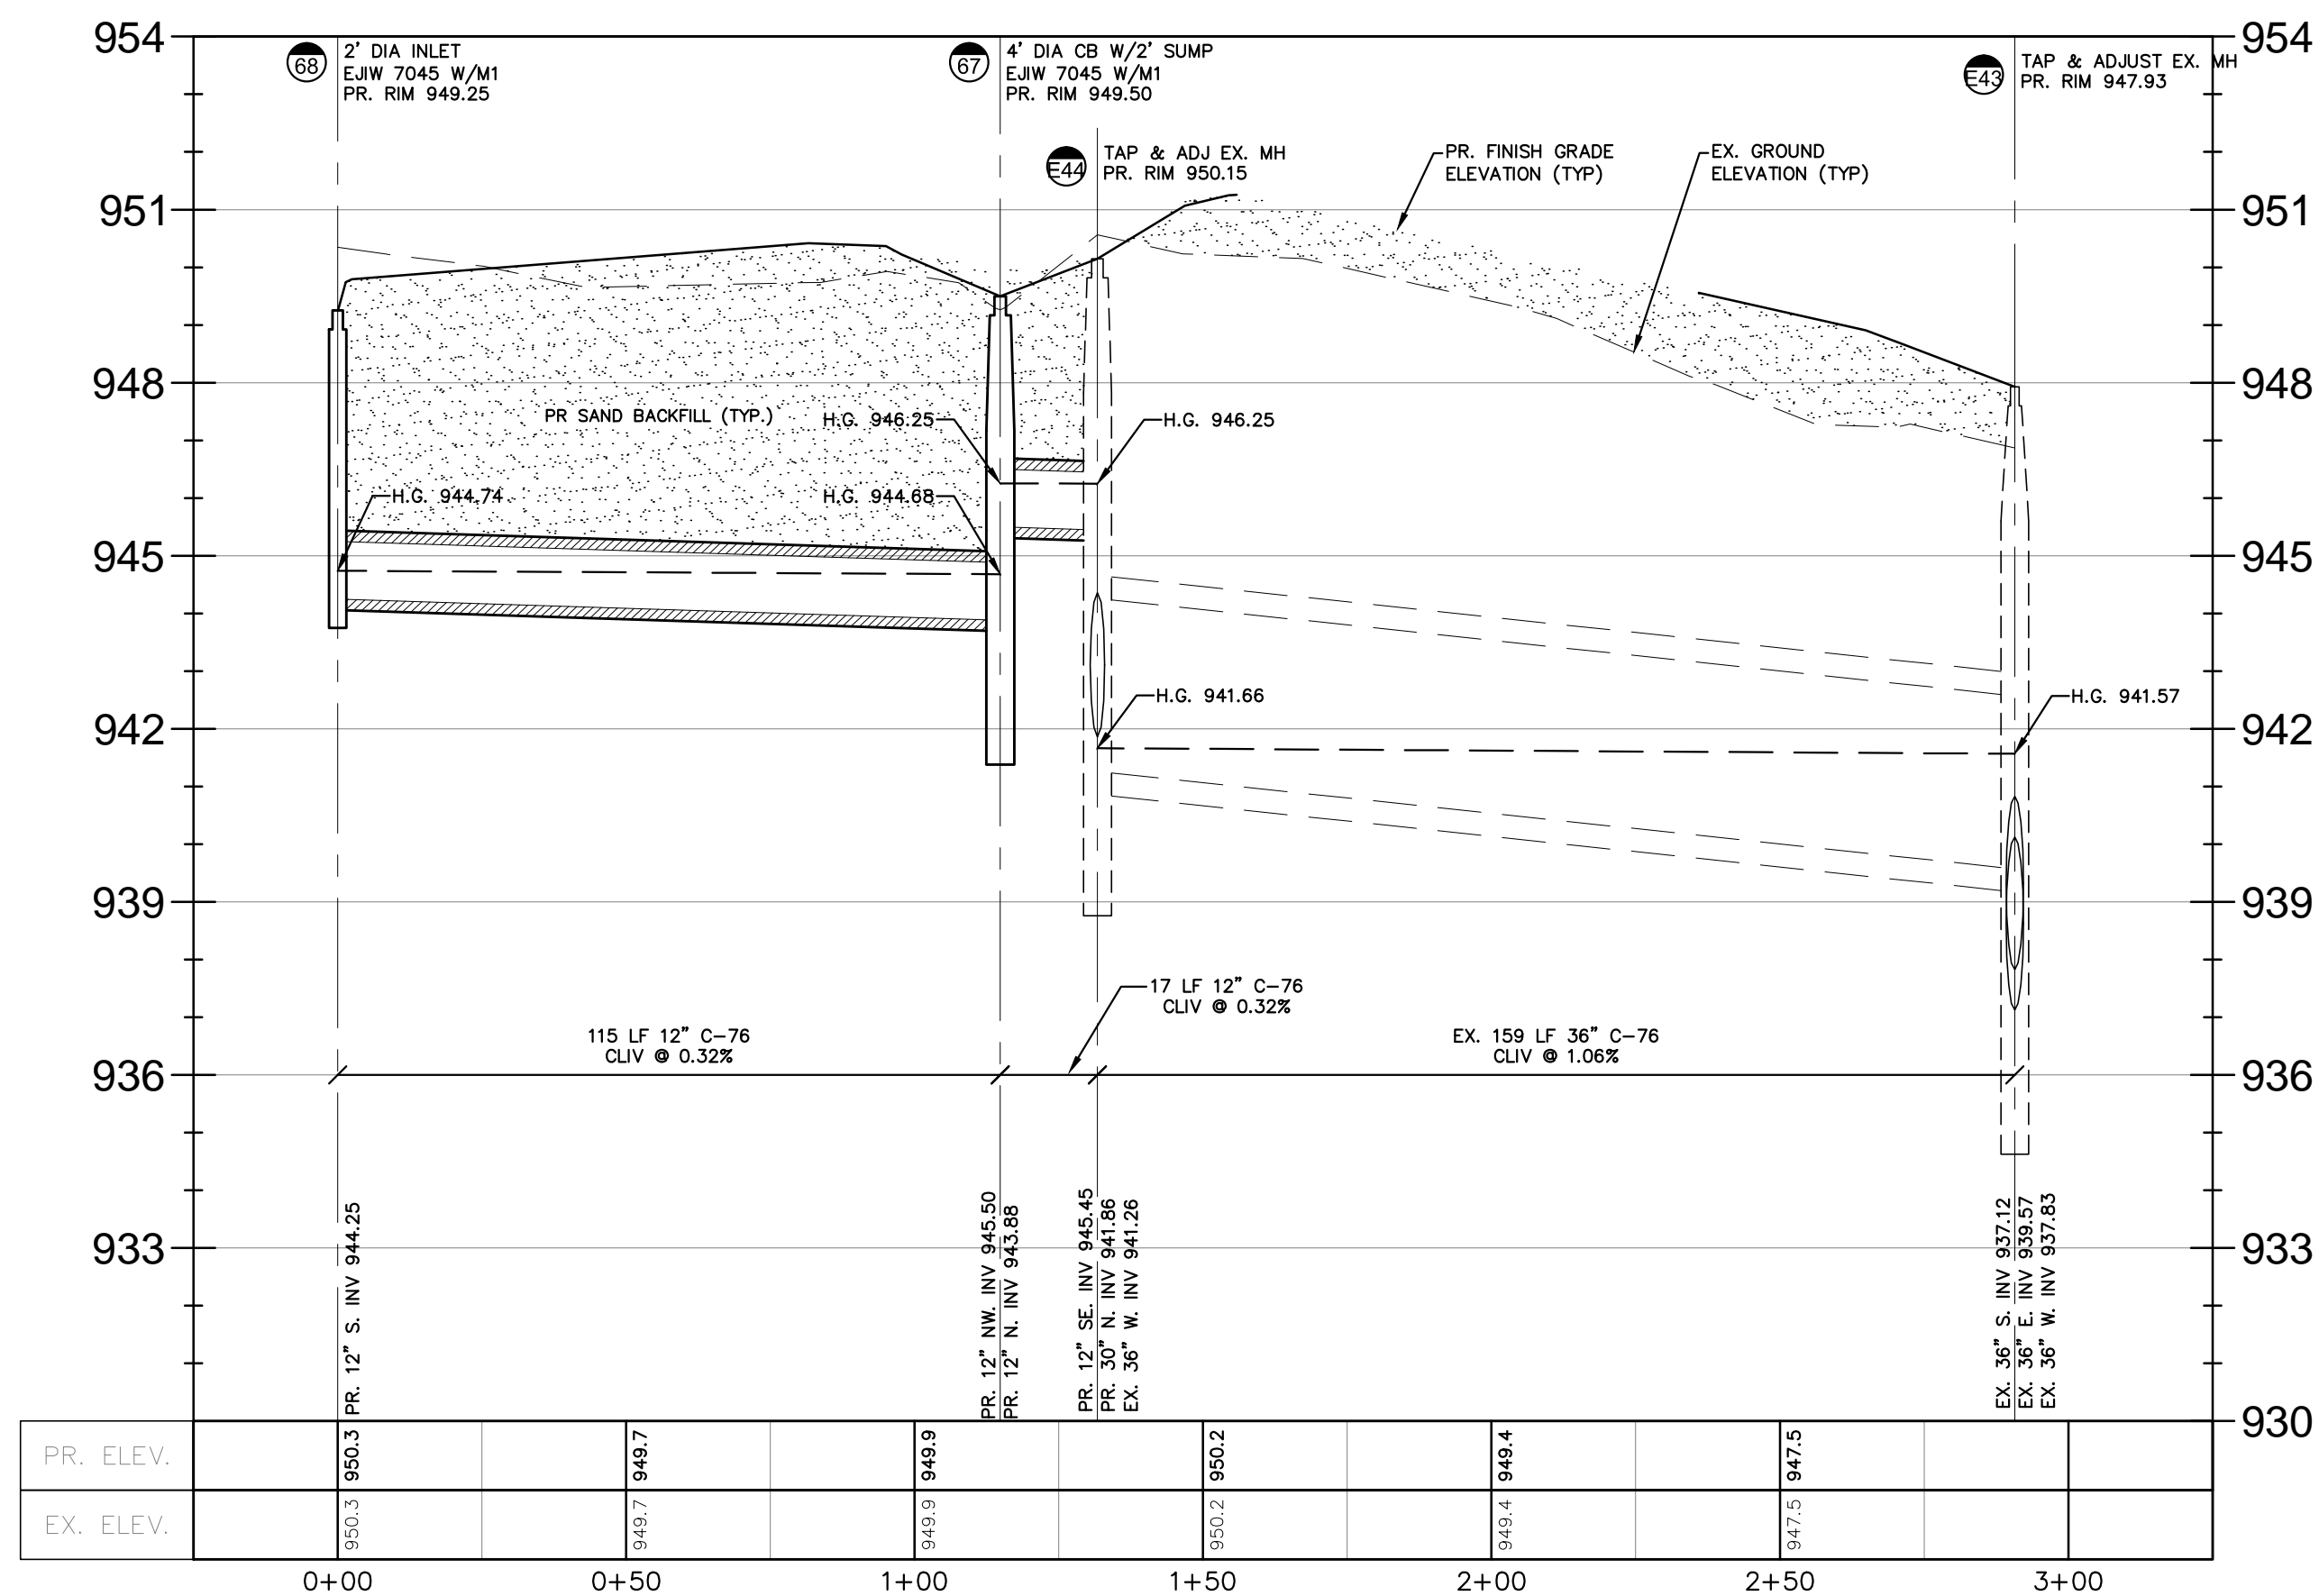 954
951
948
945
942
939
936
933
68
2' DIA INLET
EJIW 7045 W/M1
PR. RIM 949.25
67
4' DIA CB W/2' SUMP
EJIW 7045 W/M1
PR. RIM 949.50
E44
TAP & ADJ EX. MH
PR. RIM 950.15
PR. FINISH GRADE
ELEVATION (TYP)
EX. GROUND
ELEVATION (TYP)
E43
TAP & ADJUST EX. MH
PR. RIM 947.93
954
951
948
945
942
939
936
933
930
PR SAND BACKFILL (TYP.)
H.G. 946.25
H.G. 946.25
H.G. 944.74
H.G. 944.68
H.G. 941.66
H.G. 941.57
17 LF 12" C-76
CLIV @ 0.32%
115 LF 12" C-76
CLIV @ 0.32%
EX. 159 LF 36" C-76
CLIV @ 1.06%
PR. 12" S. INV 944.25
PR. 12" NW. INV 945.50
PR. 12" N. INV 943.88
PR. 12" SE. INV 945.45
PR. 30" N. INV 941.86
EX. 36" W. INV 941.26
EX. 36" S. INV 937.12
EX. 36" E. INV 939.57
EX. 36" W. INV 937.83
PR. ELEV. 950.3 949.7 949.9 950.2 949.4 947.5
EX. ELEV. 950.3 949.7 949.9 950.2 949.4 947.5
0+00 0+50 1+00 1+50 2+00 2+50 3+00